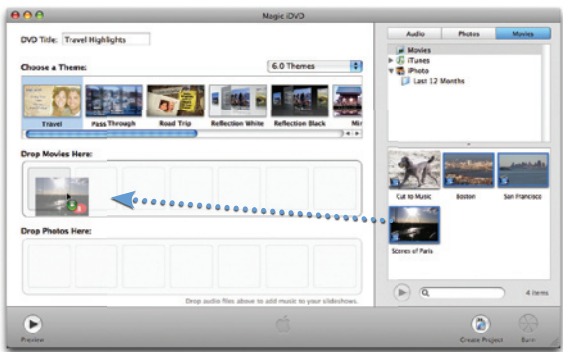 Magic iDVD
DVD Title: Travel Highlights
Audio Photos Movies
Movies
iTunes
iPhoto
Last 12 Months
Choose a Theme:
6.0 Themes
Travel Pass Through Road Trip Reflection White Reflection Black Mir
Drop Movies Here:
Cut to Music Boston San Francisco
Scenes of Paris
Drop Photos Here:
Drop audio files above to add music to your slideshows.
4 items
Preview Create Project Burn